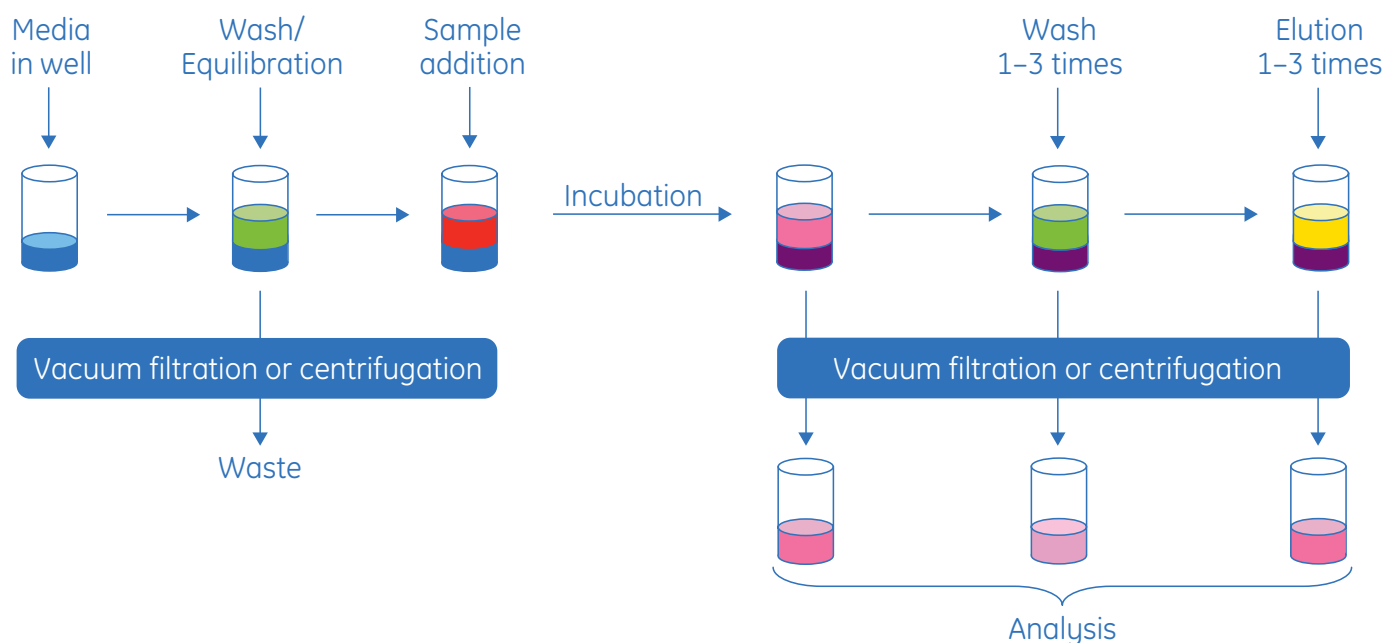 Media
in well
Wash/
Equilibration
Sample
addition
Incubation
Wash
1–3 times
Elution
1–3 times
Vacuum filtration or centrifugation
Waste
Vacuum filtration or centrifugation
Analysis